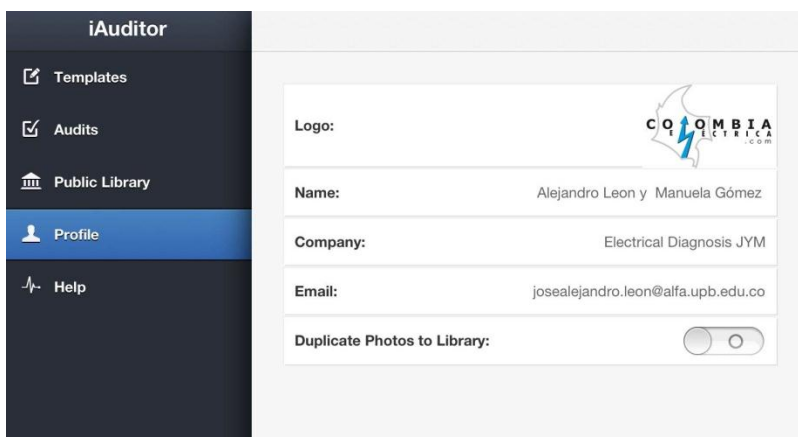 iAuditor
Templates
Audits
Public Library
Profile
Help
Logo:
COLOMBIA
ELECTRICA
.com
Name:
Alejandro Leon y Manuela Gómez
Company:
Electrical Diagnosis JYM
Email:
josealejandro.leon@alfa.upb.edu.co
Duplicate Photos to Library: